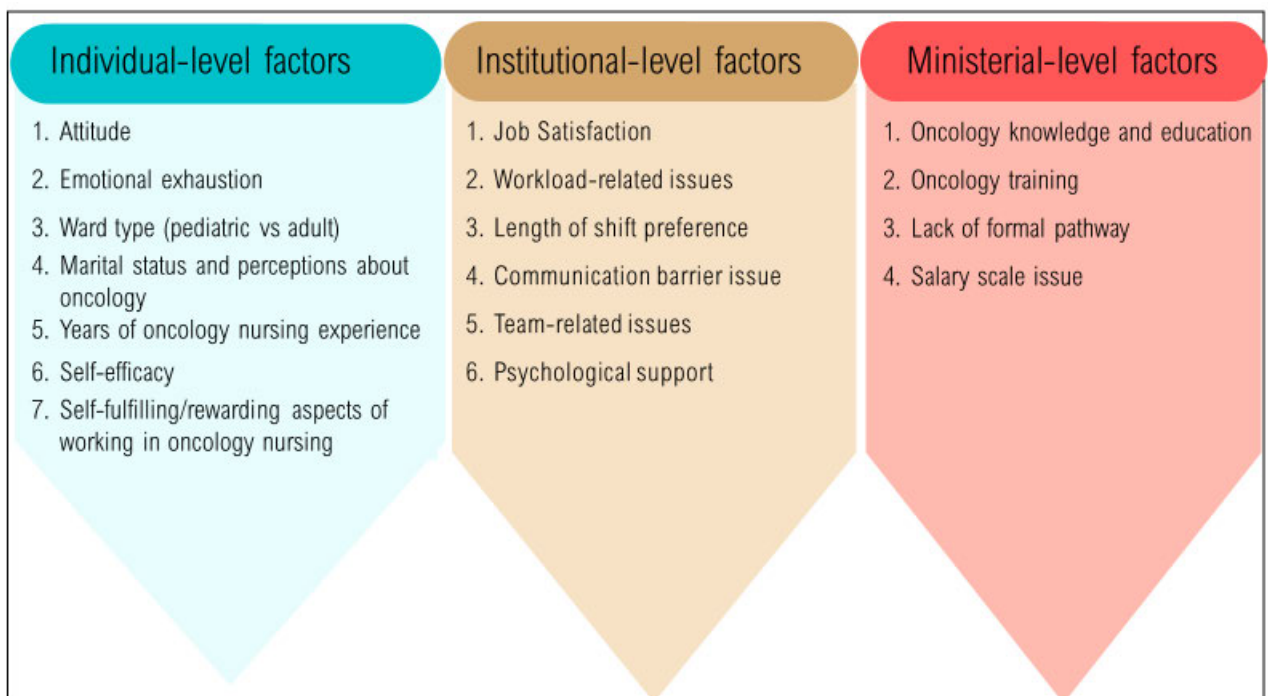 Individual-level factors
1. Attitude
2. Emotional exhaustion
3. Ward type (pediatric vs adult)
4. Marital status and perceptions about
oncology
5. Years of oncology nursing experience
6. Self-efficacy
7. Self-fulfilling/rewarding aspects of
working in oncology nursing
Institutional-level factors
1. Job Satisfaction
2. Workload-related issues
3. Length of shift preference
4. Communication barrier issue
5. Team-related issues
6. Psychological support
Ministerial-level factors
1. Oncology knowledge and education
2. Oncology training
3. Lack of formal pathway
4. Salary scale issue